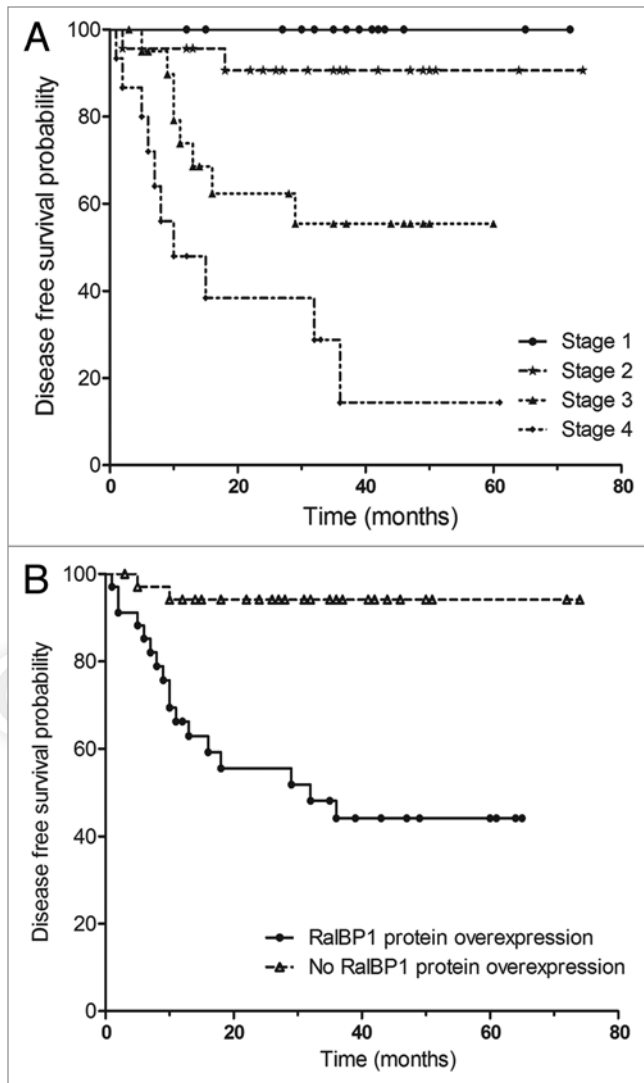 A
Disease free survival probability
100
80
60
40
20
0
0 20 40 60 80
Time (months)
Stage 1
Stage 2
Stage 3
Stage 4
B
Disease free survival probability
100
80
60
40
20
0
0 20 40 60 80
Time (months)
RalBP1 protein overexpression
No RalBP1 protein overexpression